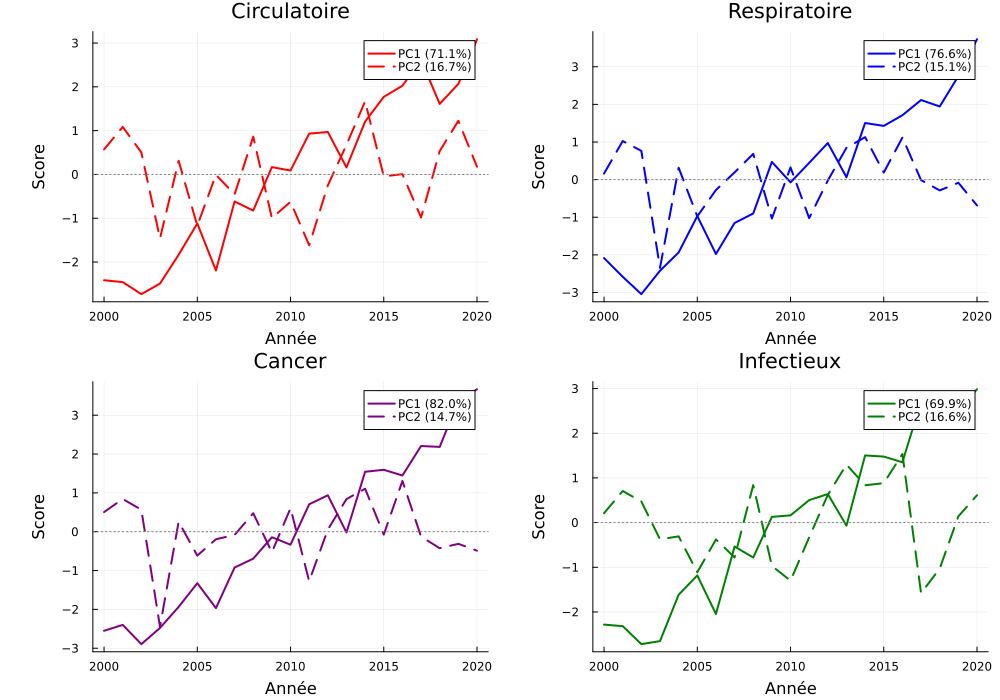 Circulatoire
3
2
1
0
−1
−2
2000 2005 2010 2015 2020
Score
Année
PC1 (71.1%)
PC2 (16.7%)
Respiratoire
3
2
1
0
−1
−2
−3
2000 2005 2010 2015 2020
Score
Année
PC1 (76.6%)
PC2 (15.1%)
Cancer
3
2
1
0
−1
−2
−3
2000 2005 2010 2015 2020
Score
Année
PC1 (82.0%)
PC2 (14.7%)
Infectieux
3
2
1
0
−1
−2
2000 2005 2010 2015 2020
Score
Année
PC1 (69.9%)
PC2 (16.6%)